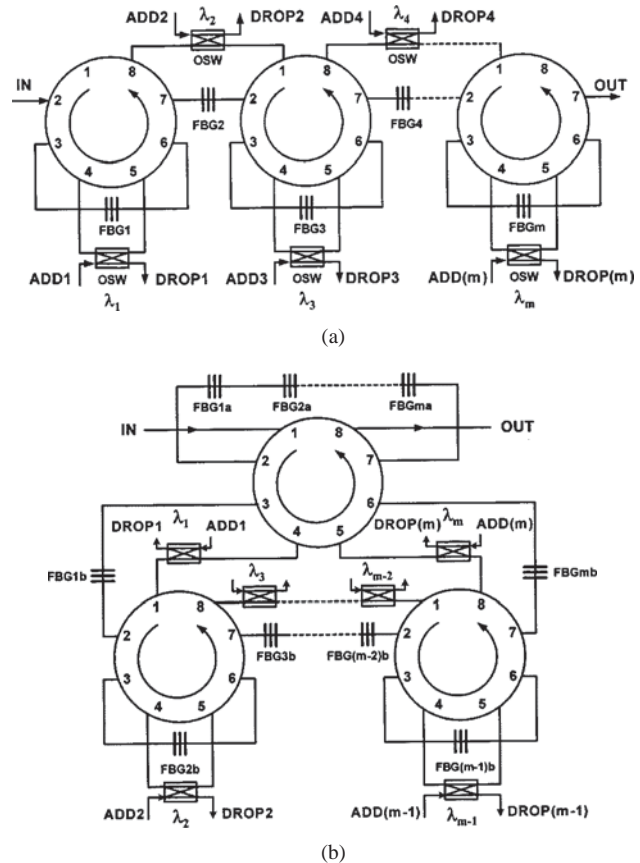 ADD2 λ2 DROP2 ADD4 λ4 DROP4
OSW OSW
1 8 1 8 1 8
IN 2 7 2 7 2 7 OUT
FBG2 FBG4
3 6 3 6 3 6
4 5 4 5 4 5
FBG1 FBG3 FBGm
ADD1 OSW DROP1 ADD3 OSW DROP3 ADD(m) OSW DROP(m)
λ1 λ3 λm
(a)
FBG1a FBG2a FBGma
IN 1 8 OUT
2 7
3 6
λ1 4 5 λm
DROP1 ADD1 DROP(m) ADD(m)
FBG1b λ3 λm-2 FBGmb
1 8 1 8
2 7 2 7
FBG3b FBG(m-2)b
3 6 3 6
4 5 4 5
FBG2b FBG(m-1)b
ADD2 λ2 DROP2 ADD(m-1) λm-1 DROP(m-1)
(b)